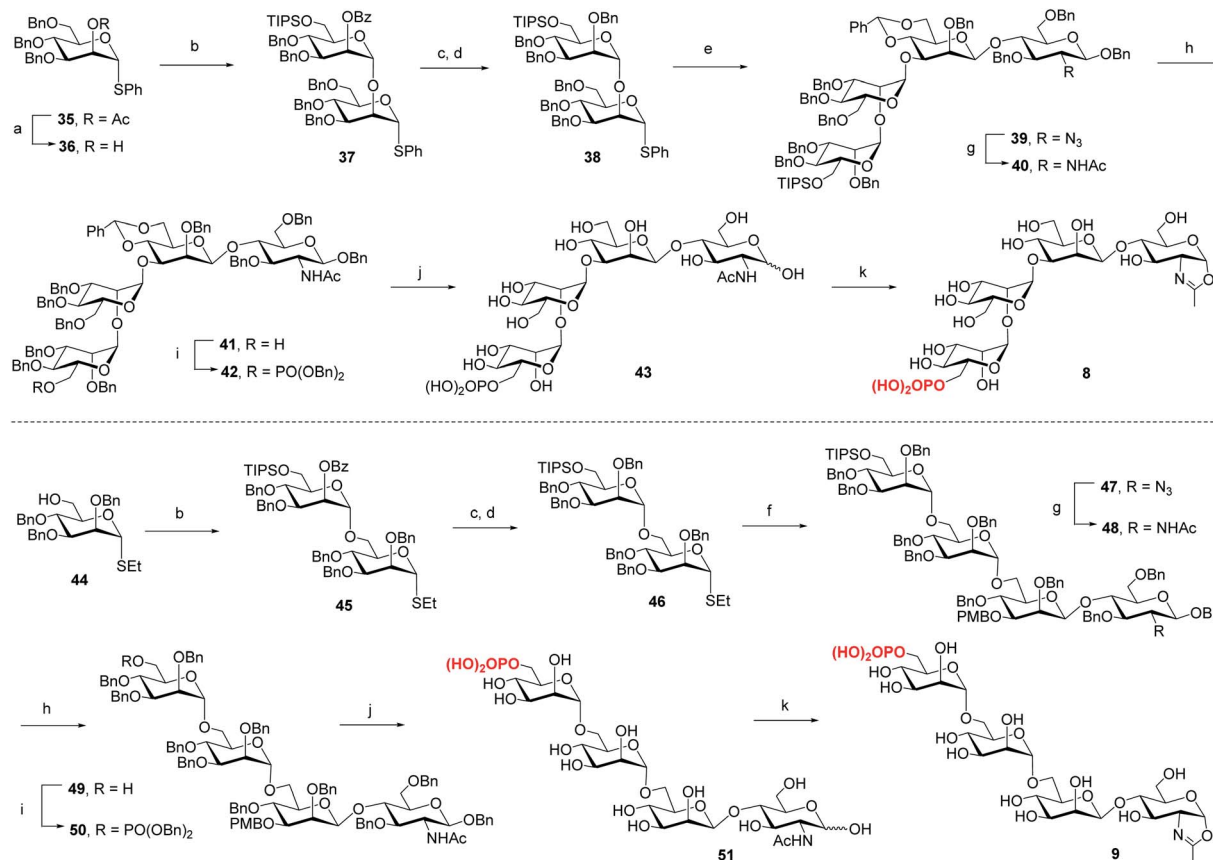 BnO OR
BnO
BnO
SPh
a
35, R = Ac
36, R = H
b
TIPSO OBz
BnO
BnO
BnO
BnO
BnO
O
SPh
37
c, d
TIPSO OBn
BnO
BnO
BnO
BnO
BnO
O
SPh
38
e
Ph O O OBn
O
O
O
OBn
O
BnO
R
OBn
BnO
BnO
BnO
BnO
BnO
TIPSO OBn
g
39, R = N3
40, R = NHAc
h
Ph O O OBn
O
O
O
OBn
O
BnO
NHAc
OBn
BnO
BnO
BnO
BnO
BnO
RO OBn
i
41, R = H
42, R = PO(OBn)2
j
HO OH
HO
O
O
OH
O
HO
AcNH
OH
HO
HO
HO
HO
HO
(HO)2OPO OH
43
k
HO OH
HO
O
O
OH
O
HO
N
O
HO
HO
HO
HO
HO
(HO)2OPO OH
8
HO OBn
BnO
BnO
SEt
44
b
TIPSO OBz
BnO
BnO
O
OBn
BnO
BnO
SEt
45
c, d
TIPSO OBn
BnO
BnO
O
OBn
BnO
BnO
SEt
46
f
TIPSO OBn
BnO
BnO
O
OBn
BnO
BnO
O
OBn
BnO
PMBO
O
OBn
BnO
R
g
47, R = N3
48, R = NHAc
h
RO OBn
BnO
BnO
O
OBn
BnO
BnO
O
OBn
BnO
PMBO
O
OBn
BnO
NHAc
OBn
i
49, R = H
50, R = PO(OBn)2
j
(HO)2OPO OH
HO
HO
O
OH
HO
HO
O
OH
HO
HO
O
OH
HO
AcNH
OH
51
k
(HO)2OPO OH
HO
HO
O
OH
HO
HO
O
OH
HO
HO
O
OH
HO
N
O
9